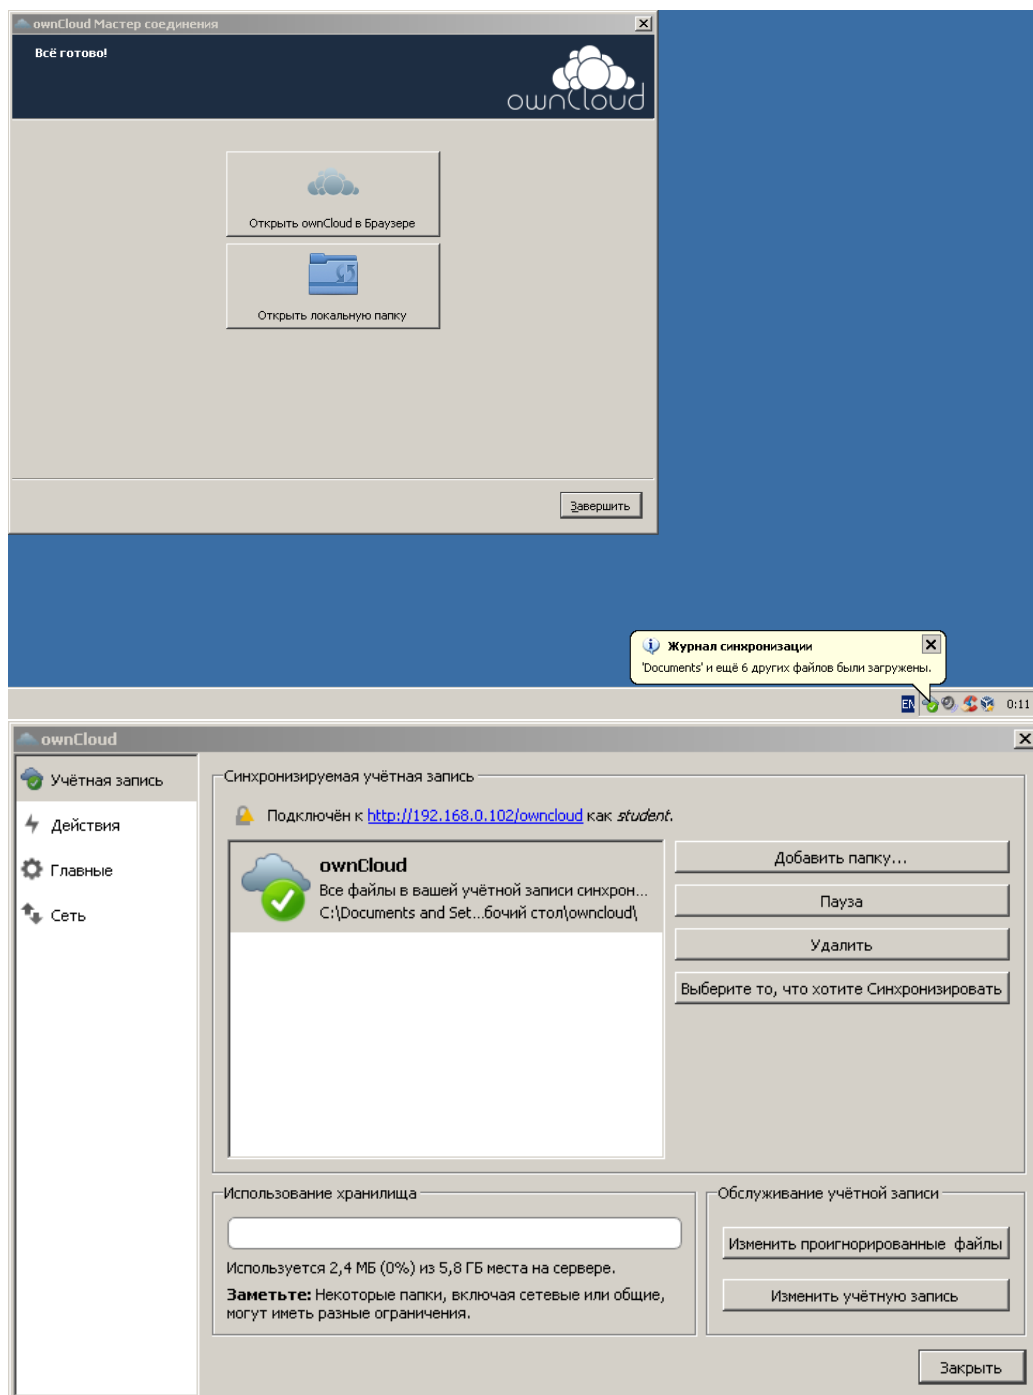 ownCloud Мастер соединения
Всё готово!
ownCloud
Открыть ownCloud в Браузере
Открыть локальную папку
Завершить
Журнал синхронизации
'Documents' и ещё 6 других файлов были загружены.
EN
0:11
ownCloud
Учётная запись
Действия
Главные
Сеть
Синхронизируемая учётная запись
Подключён к http://192.168.0.102/owncloud как student.
ownCloud
Все файлы в вашей учётной записи синхрон...
C:\Documents and Set...бочий стол\owncloud\
Добавить папку...
Пауза
Удалить
Выберите то, что хотите Синхронизировать
Использование хранилища
Используется 2,4 МБ (0%) из 5,8 ГБ места на сервере.
Заметьте: Некоторые папки, включая сетевые или общие,
могут иметь разные ограничения.
Обслуживание учётной записи
Изменить проигнорированные файлы
Изменить учётную запись
Закрыть